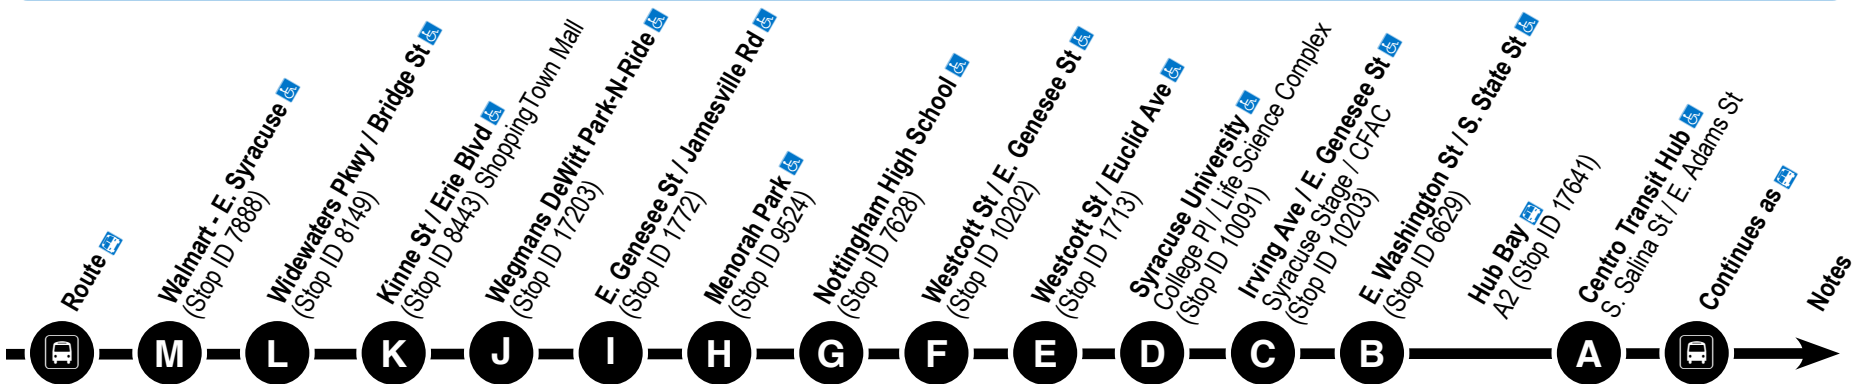 Route
Walmart - E. Syracuse
(Stop ID 7888)
Widewaters Pkwy / Bridge St
(Stop ID 8149)
Kinne St / Erie Blvd
(Stop ID 8443) ShoppingTown Mall
Wegmans DeWitt Park-N-Ride
(Stop ID 17203)
E. Genesee St / Jamesville Rd
(Stop ID 1772)
Menorah Park
(Stop ID 9524)
Nottingham High School
(Stop ID 7628)
Westcott St / E. Genesee St
(Stop ID 10202)
Westcott St / Euclid Ave
(Stop ID 1713)
Syracuse University
College Pl / Life Science Complex
(Stop ID 10091)
Irving Ave / E. Genesee St
Syracuse Stage / CFAC
(Stop ID 10203)
E. Washington St / S. State St
(Stop ID 6629)
Hub Bay
A2 (Stop ID 17641)
Centro Transit Hub
S. Salina St / E. Adams St
Continues as
Notes
M L K J I H G F E D C B A